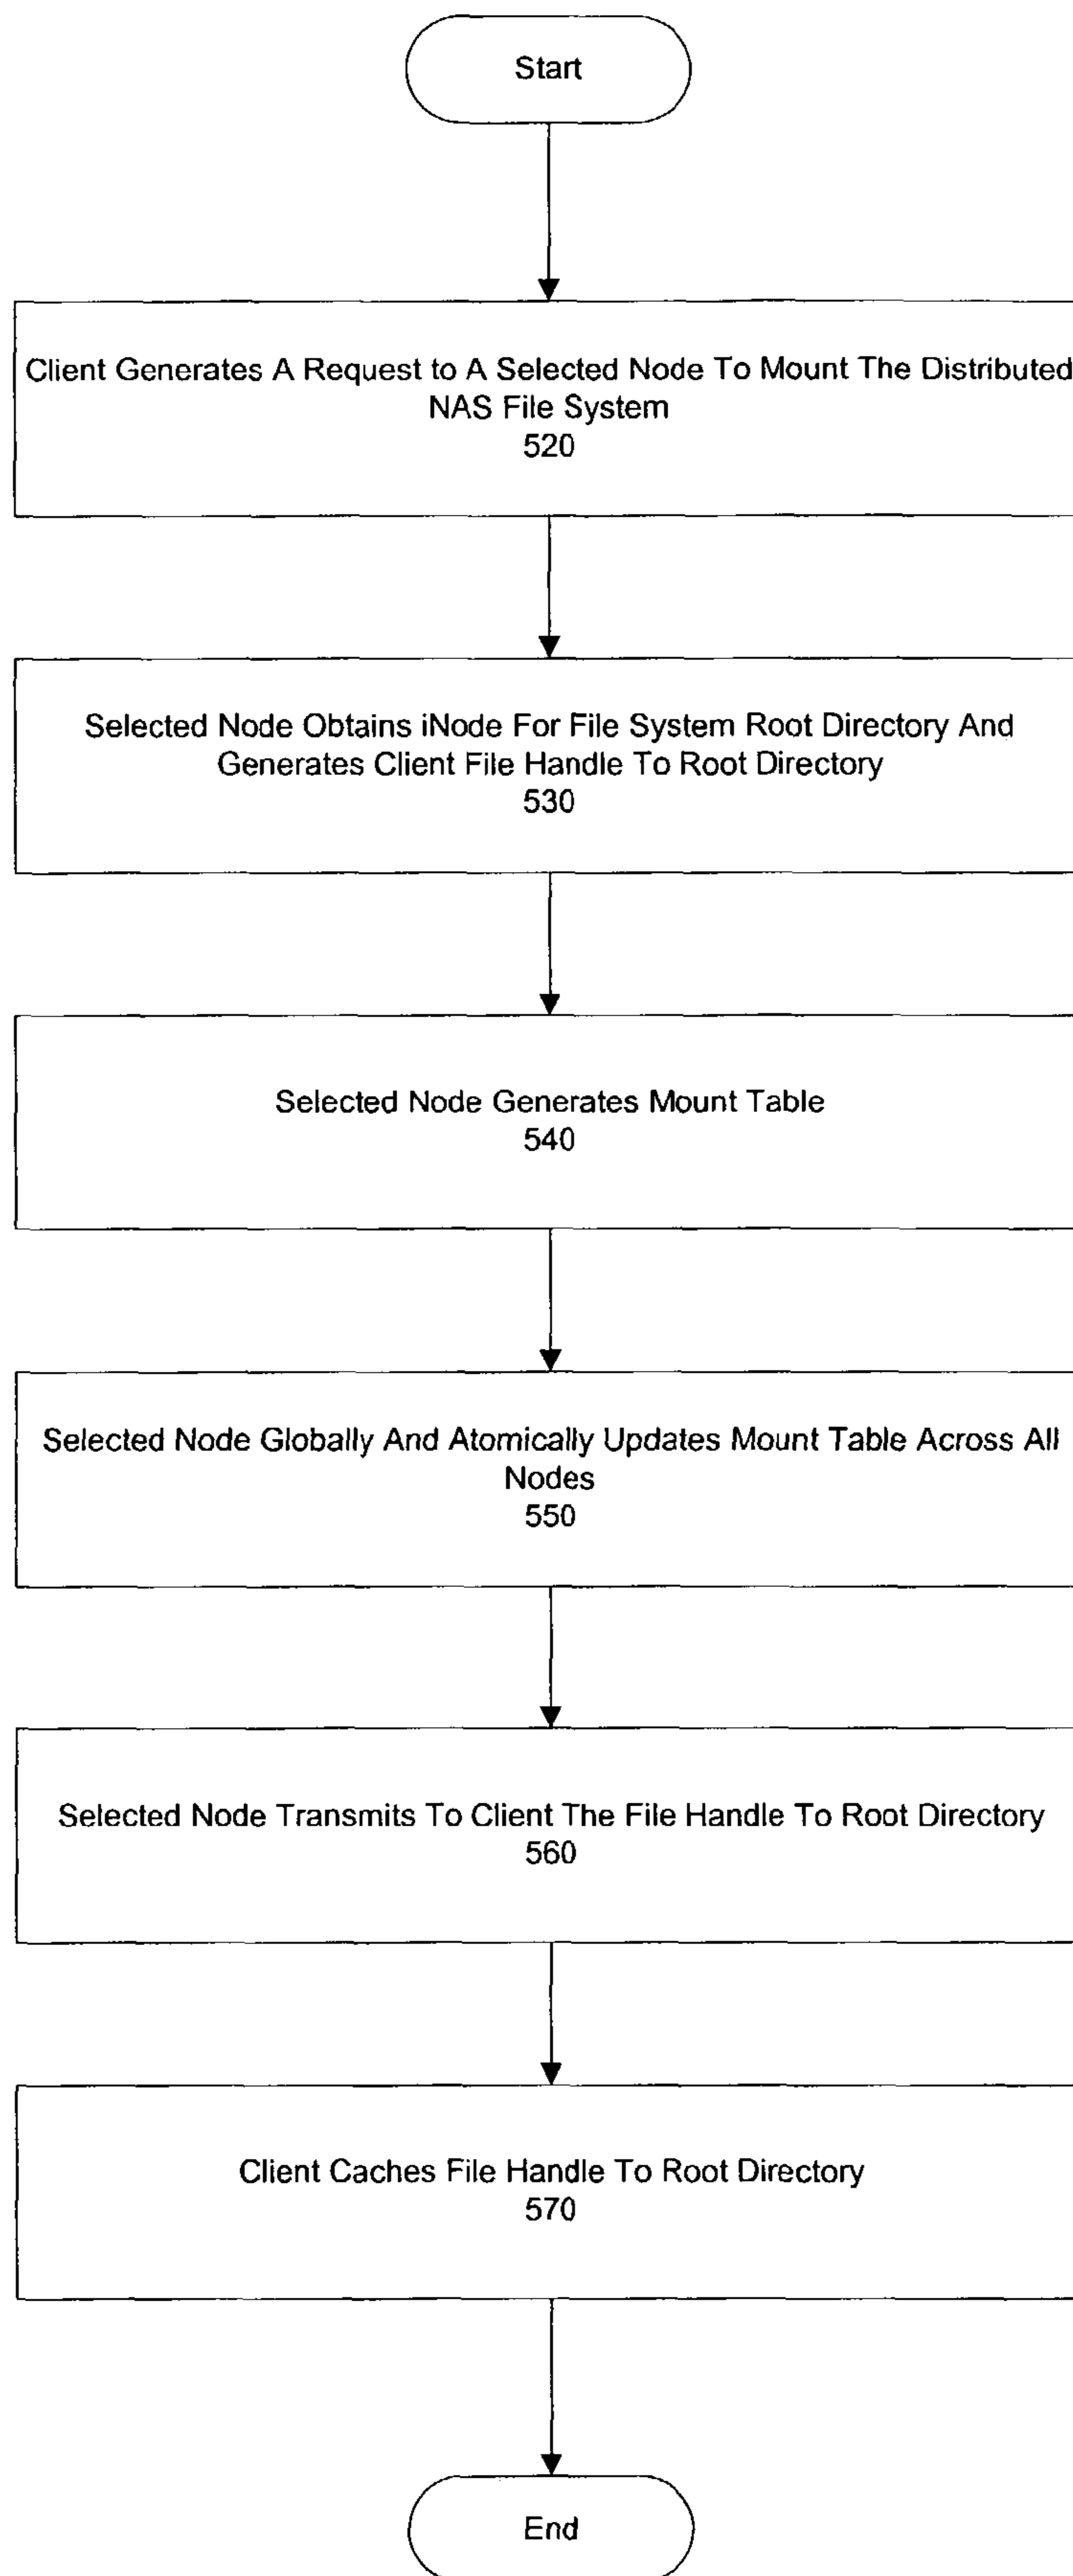 Start
Client Generates A Request to A Selected Node To Mount The Distributed
NAS File System
520
Selected Node Obtains iNode For File System Root Directory And
Generates Client File Handle To Root Directory
530
Selected Node Generates Mount Table
540
Selected Node Globally And Atomically Updates Mount Table Across All
Nodes
550
Selected Node Transmits To Client The File Handle To Root Directory
560
Client Caches File Handle To Root Directory
570
End